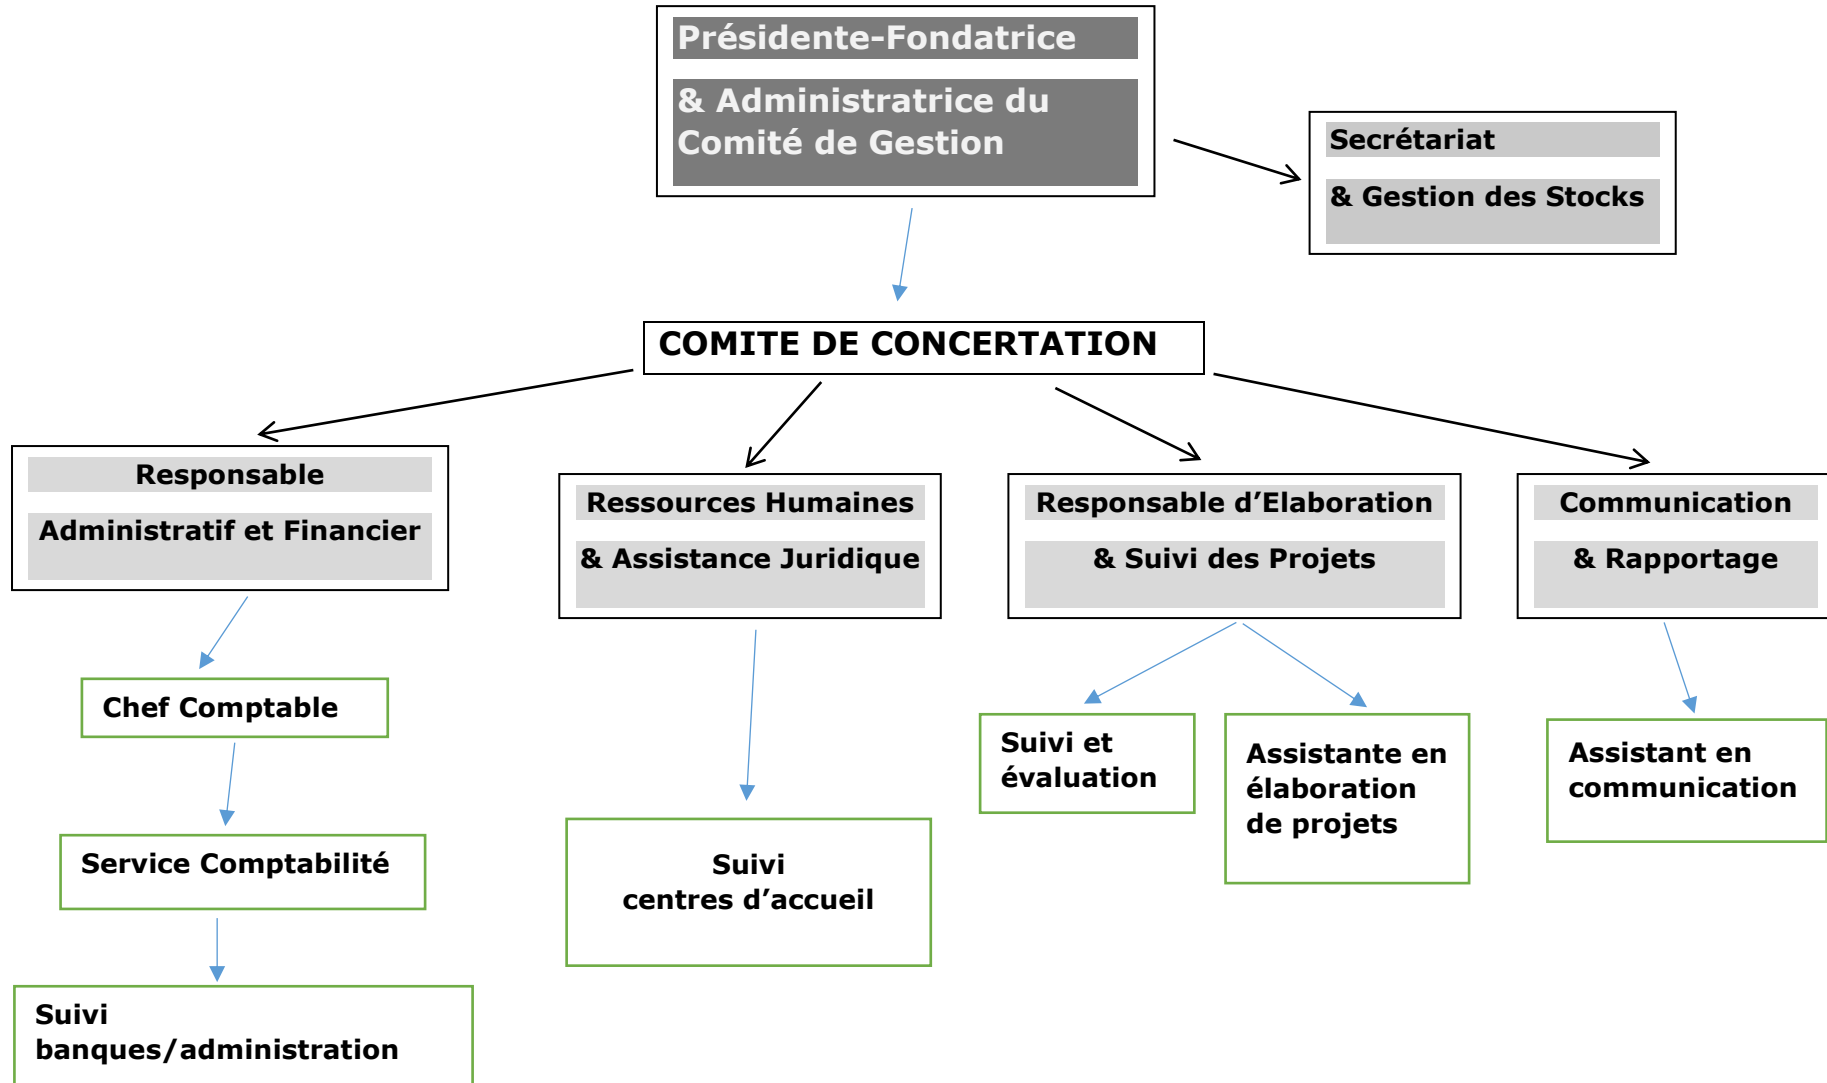 Présidente-Fondatrice
& Administratrice du
Comité de Gestion
Secrétariat
& Gestion des Stocks
COMITE DE CONCERTATION
Responsable
Administratif et Financier
Ressources Humaines
& Assistance Juridique
Responsable d’Elaboration
& Suivi des Projets
Communication
& Rapportage
Chef Comptable
Suivi et
évaluation
Assistante en
élaboration
de projets
Assistant en
communication
Service Comptabilité
Suivi
centres d’accueil
Suivi
banques/administration